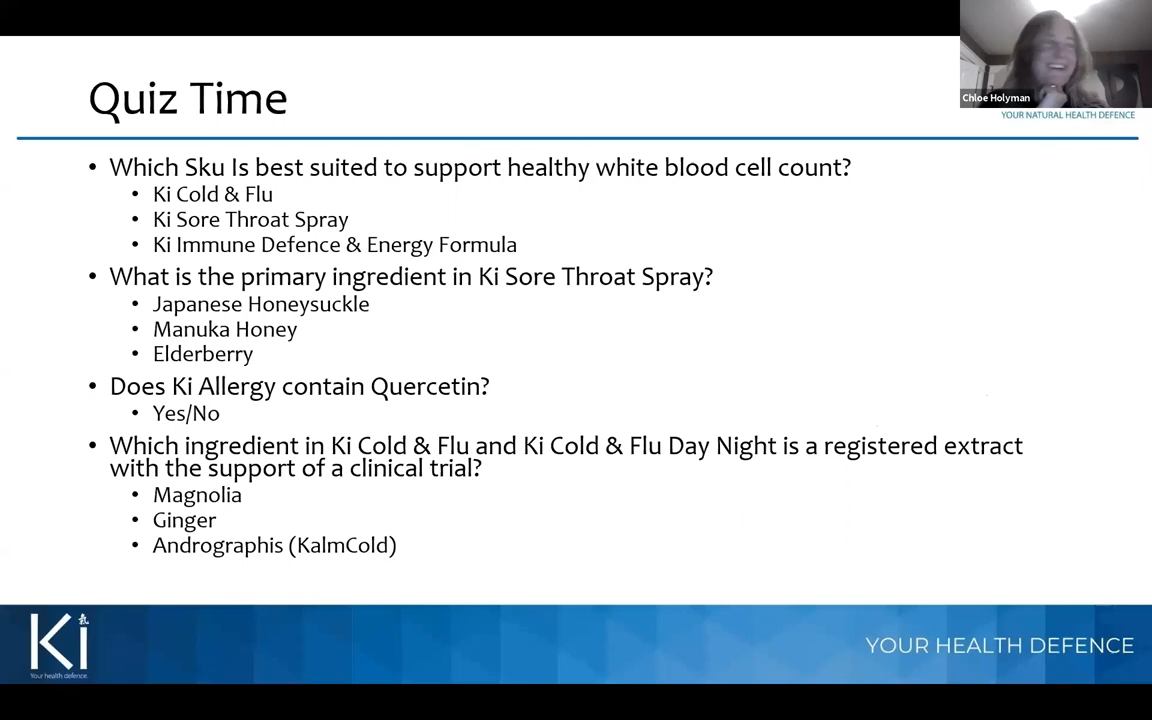 Chloe Holyman
YOUR NATURAL HEALTH DEFENCE
Quiz Time
• Which Sku Is best suited to support healthy white blood cell count?
• Ki Cold & Flu
• Ki Sore Throat Spray
• Ki Immune Defence & Energy Formula
• What is the primary ingredient in Ki Sore Throat Spray?
• Japanese Honeysuckle
• Manuka Honey
• Elderberry
• Does Ki Allergy contain Quercetin?
• Yes/No
• Which ingredient in Ki Cold & Flu and Ki Cold & Flu Day Night is a registered extract
with the support of a clinical trial?
• Magnolia
• Ginger
• Andrographis (KalmCold)
Ki 氣
Your health defence.
YOUR HEALTH DEFENCE